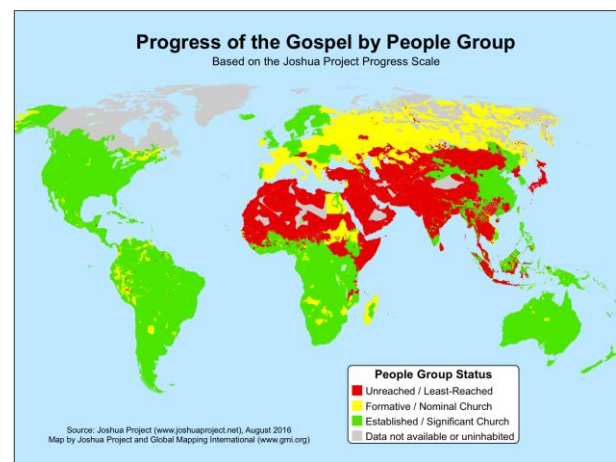 Progress of the Gospel by People Group
Based on the Joshua Project Progress Scale
People Group Status
Unreached / Least-Reached
Formative / Nominal Church
Established / Significant Church
Data not available or uninhabited
Source: Joshua Project (www.joshuaproject.net), August 2016
Map by Joshua Project and Global Mapping International (www.gmi.org)